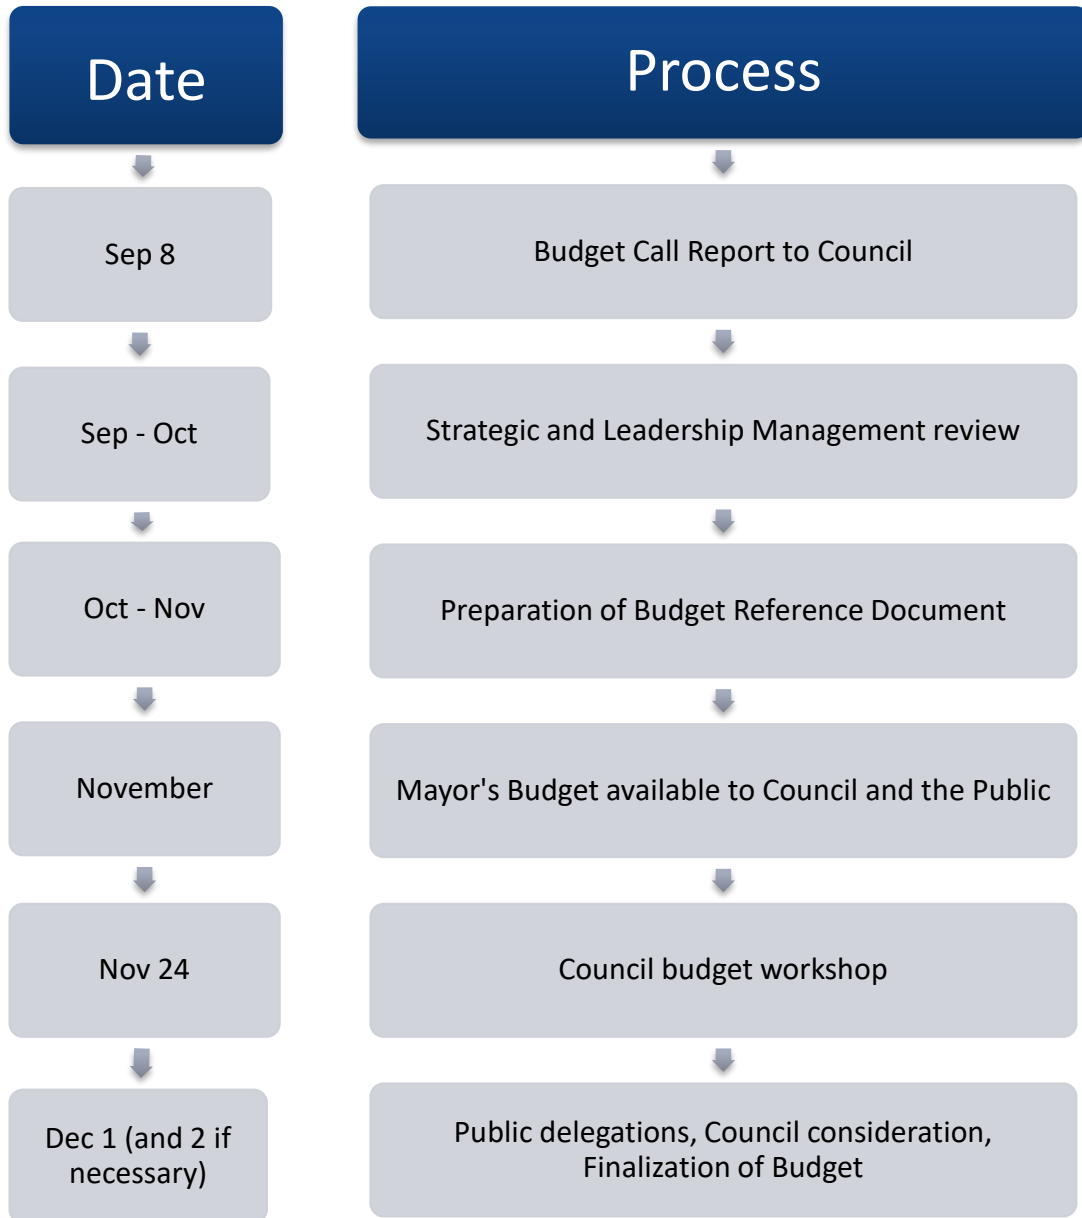 Date
Process
Sep 8
Budget Call Report to Council
Sep - Oct
Strategic and Leadership Management review
Oct - Nov
Preparation of Budget Reference Document
November
Mayor's Budget available to Council and the Public
Nov 24
Council budget workshop
Dec 1 (and 2 if
necessary)
Public delegations, Council consideration,
Finalization of Budget